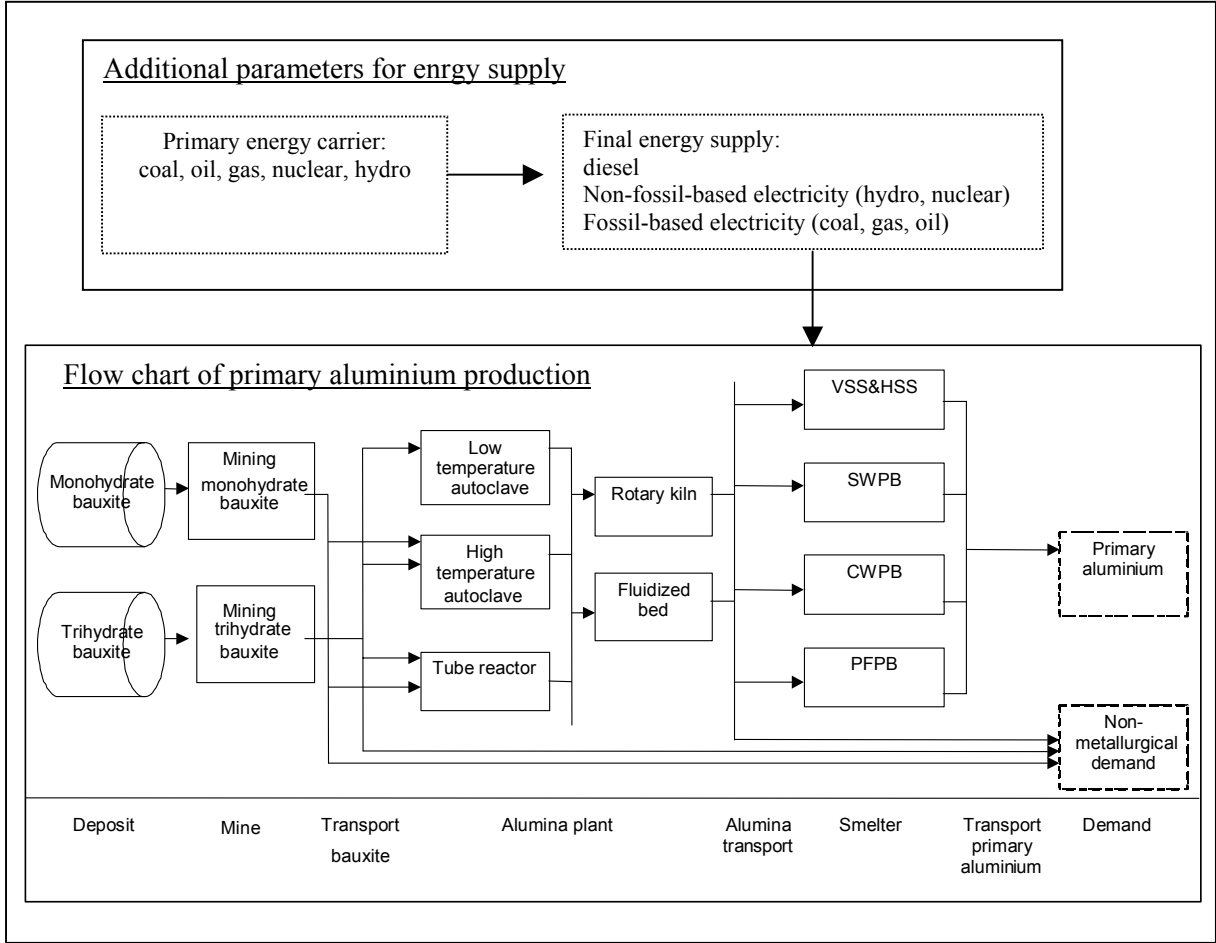 Additional parameters for enrgy supply
Primary energy carrier:
coal, oil, gas, nuclear, hydro
Final energy supply:
diesel
Non-fossil-based electricity (hydro, nuclear)
Fossil-based electricity (coal, gas, oil)
Flow chart of primary aluminium production
Monohydrate
bauxite
Mining
monohydrate
bauxite
Low
temperature
autoclave
Rotary kiln
VSS&HSS
SWPB
Primary
aluminium
Trihydrate
bauxite
Mining
trihydrate
bauxite
High
temperature
autoclave
Fluidized
bed
CWPB
Tube reactor
PFPB
Non-
metallurgical
demand
Deposit
Mine
Transport
bauxite
Alumina plant
Alumina
transport
Smelter
Transport
primary
aluminium
Demand